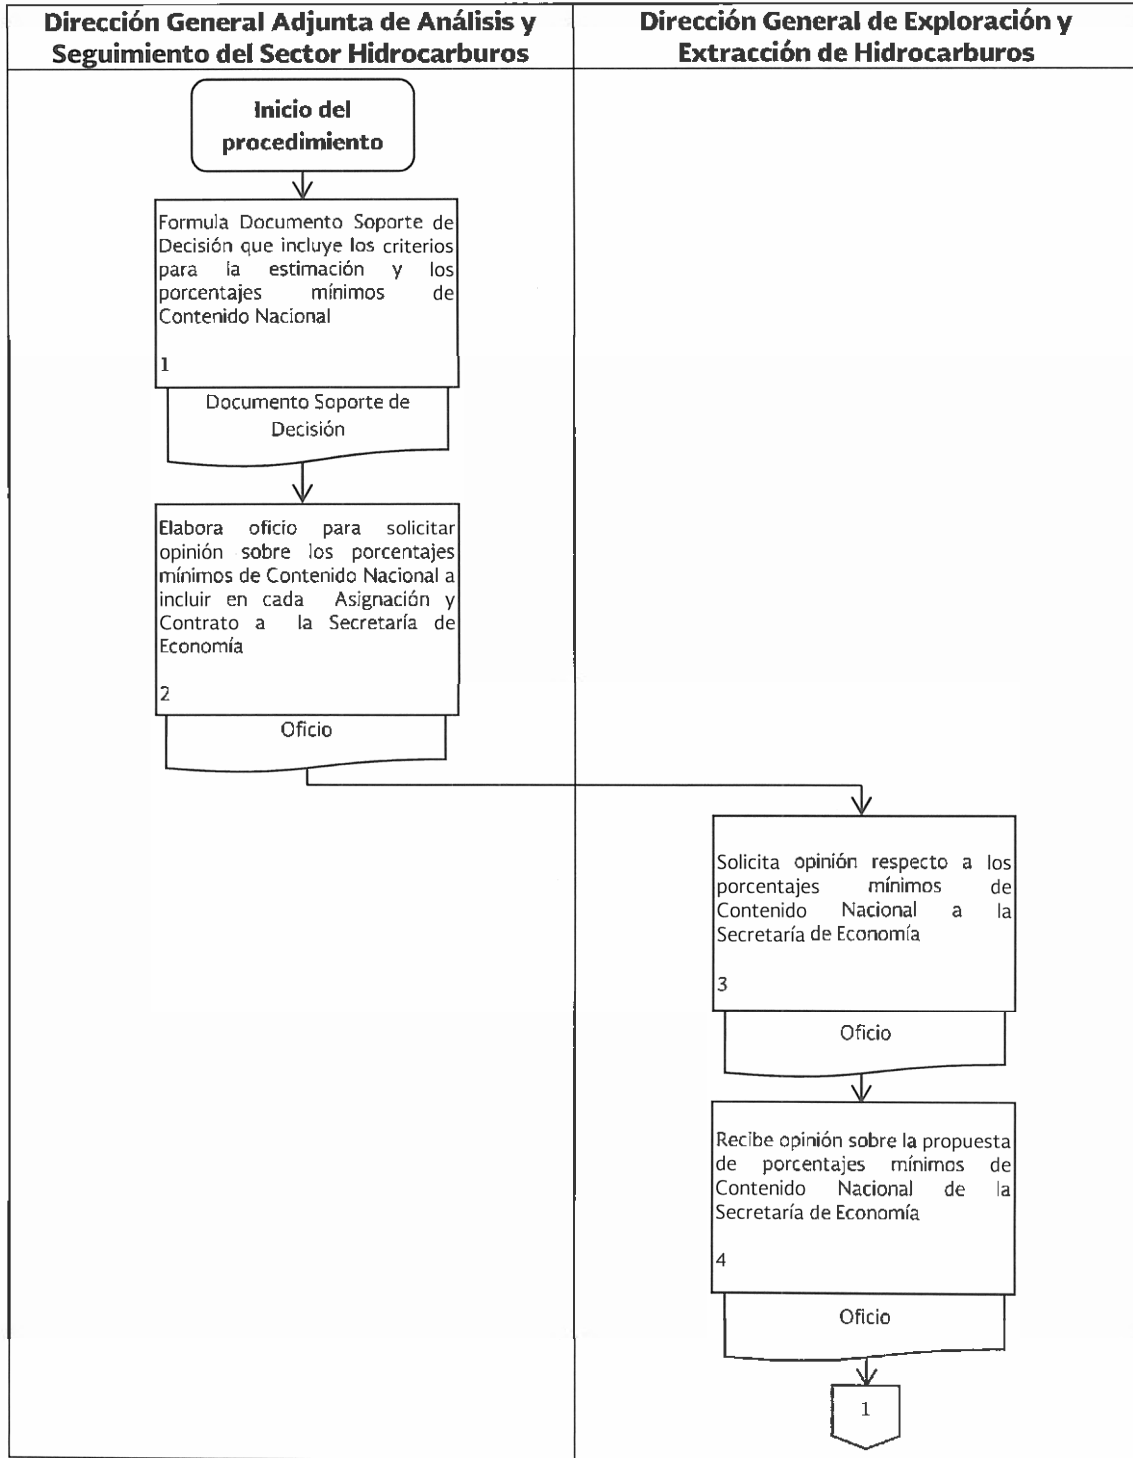 Dirección General Adjunta de Análisis y
Seguimiento del Sector Hidrocarburos
Dirección General de Exploración y
Extracción de Hidrocarburos
Inicio del
procedimiento
Formula Documento Soporte de
Decisión que incluye los criterios
para la estimación y los
porcentajes mínimos de
Contenido Nacional
1
Documento Soporte de
Decisión
Elabora oficio para solicitar
opinión sobre los porcentajes
mínimos de Contenido Nacional a
incluir en cada Asignación y
Contrato a la Secretaría de
Economía
2
Oficio
Solicita opinión respecto a los
porcentajes mínimos de
Contenido Nacional a la
Secretaría de Economía
3
Oficio
Recibe opinión sobre la propuesta
de porcentajes mínimos de
Contenido Nacional de la
Secretaría de Economía
4
Oficio
1